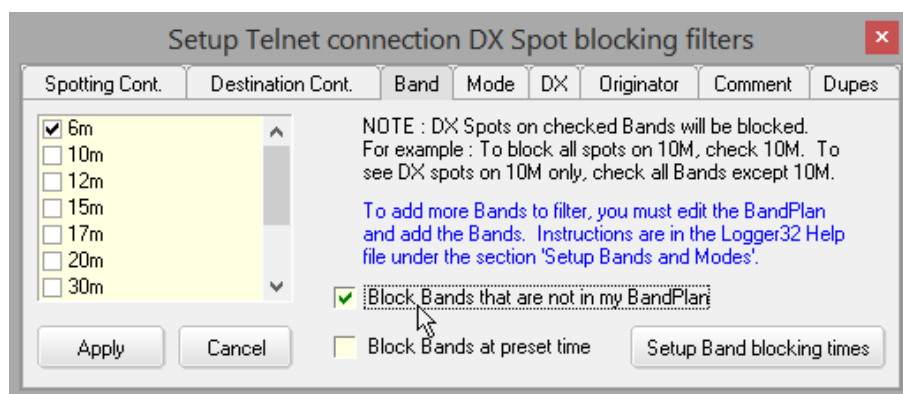 Setup Telnet connection DX Spot blocking filters
Spotting Cont. Destination Cont. Band Mode DX Originator Comment Dupes
6m
10m
12m
15m
17m
20m
30m
NOTE : DX Spots on checked Bands will be blocked.
For example : To block all spots on 10M, check 10M. To
see DX spots on 10M only, check all Bands except 10M.
To add more Bands to filter, you must edit the BandPlan
and add the Bands. Instructions are in the Logger32 Help
file under the section 'Setup Bands and Modes'.
Block Bands that are not in my BandPlan
Apply Cancel Block Bands at preset time Setup Band blocking times